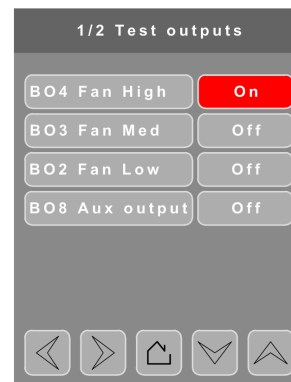 1/2 Test outputs
BO4 Fan High On
BO3 Fan Med Off
BO2 Fan Low Off
BO8 Aux output Off